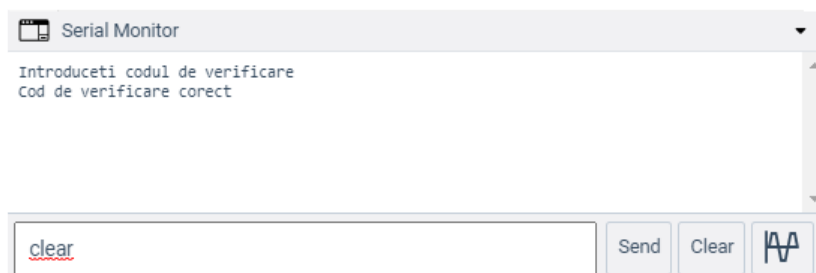 Serial Monitor
Introduceti codul de verificare
Cod de verificare corect
clear
Send
Clear